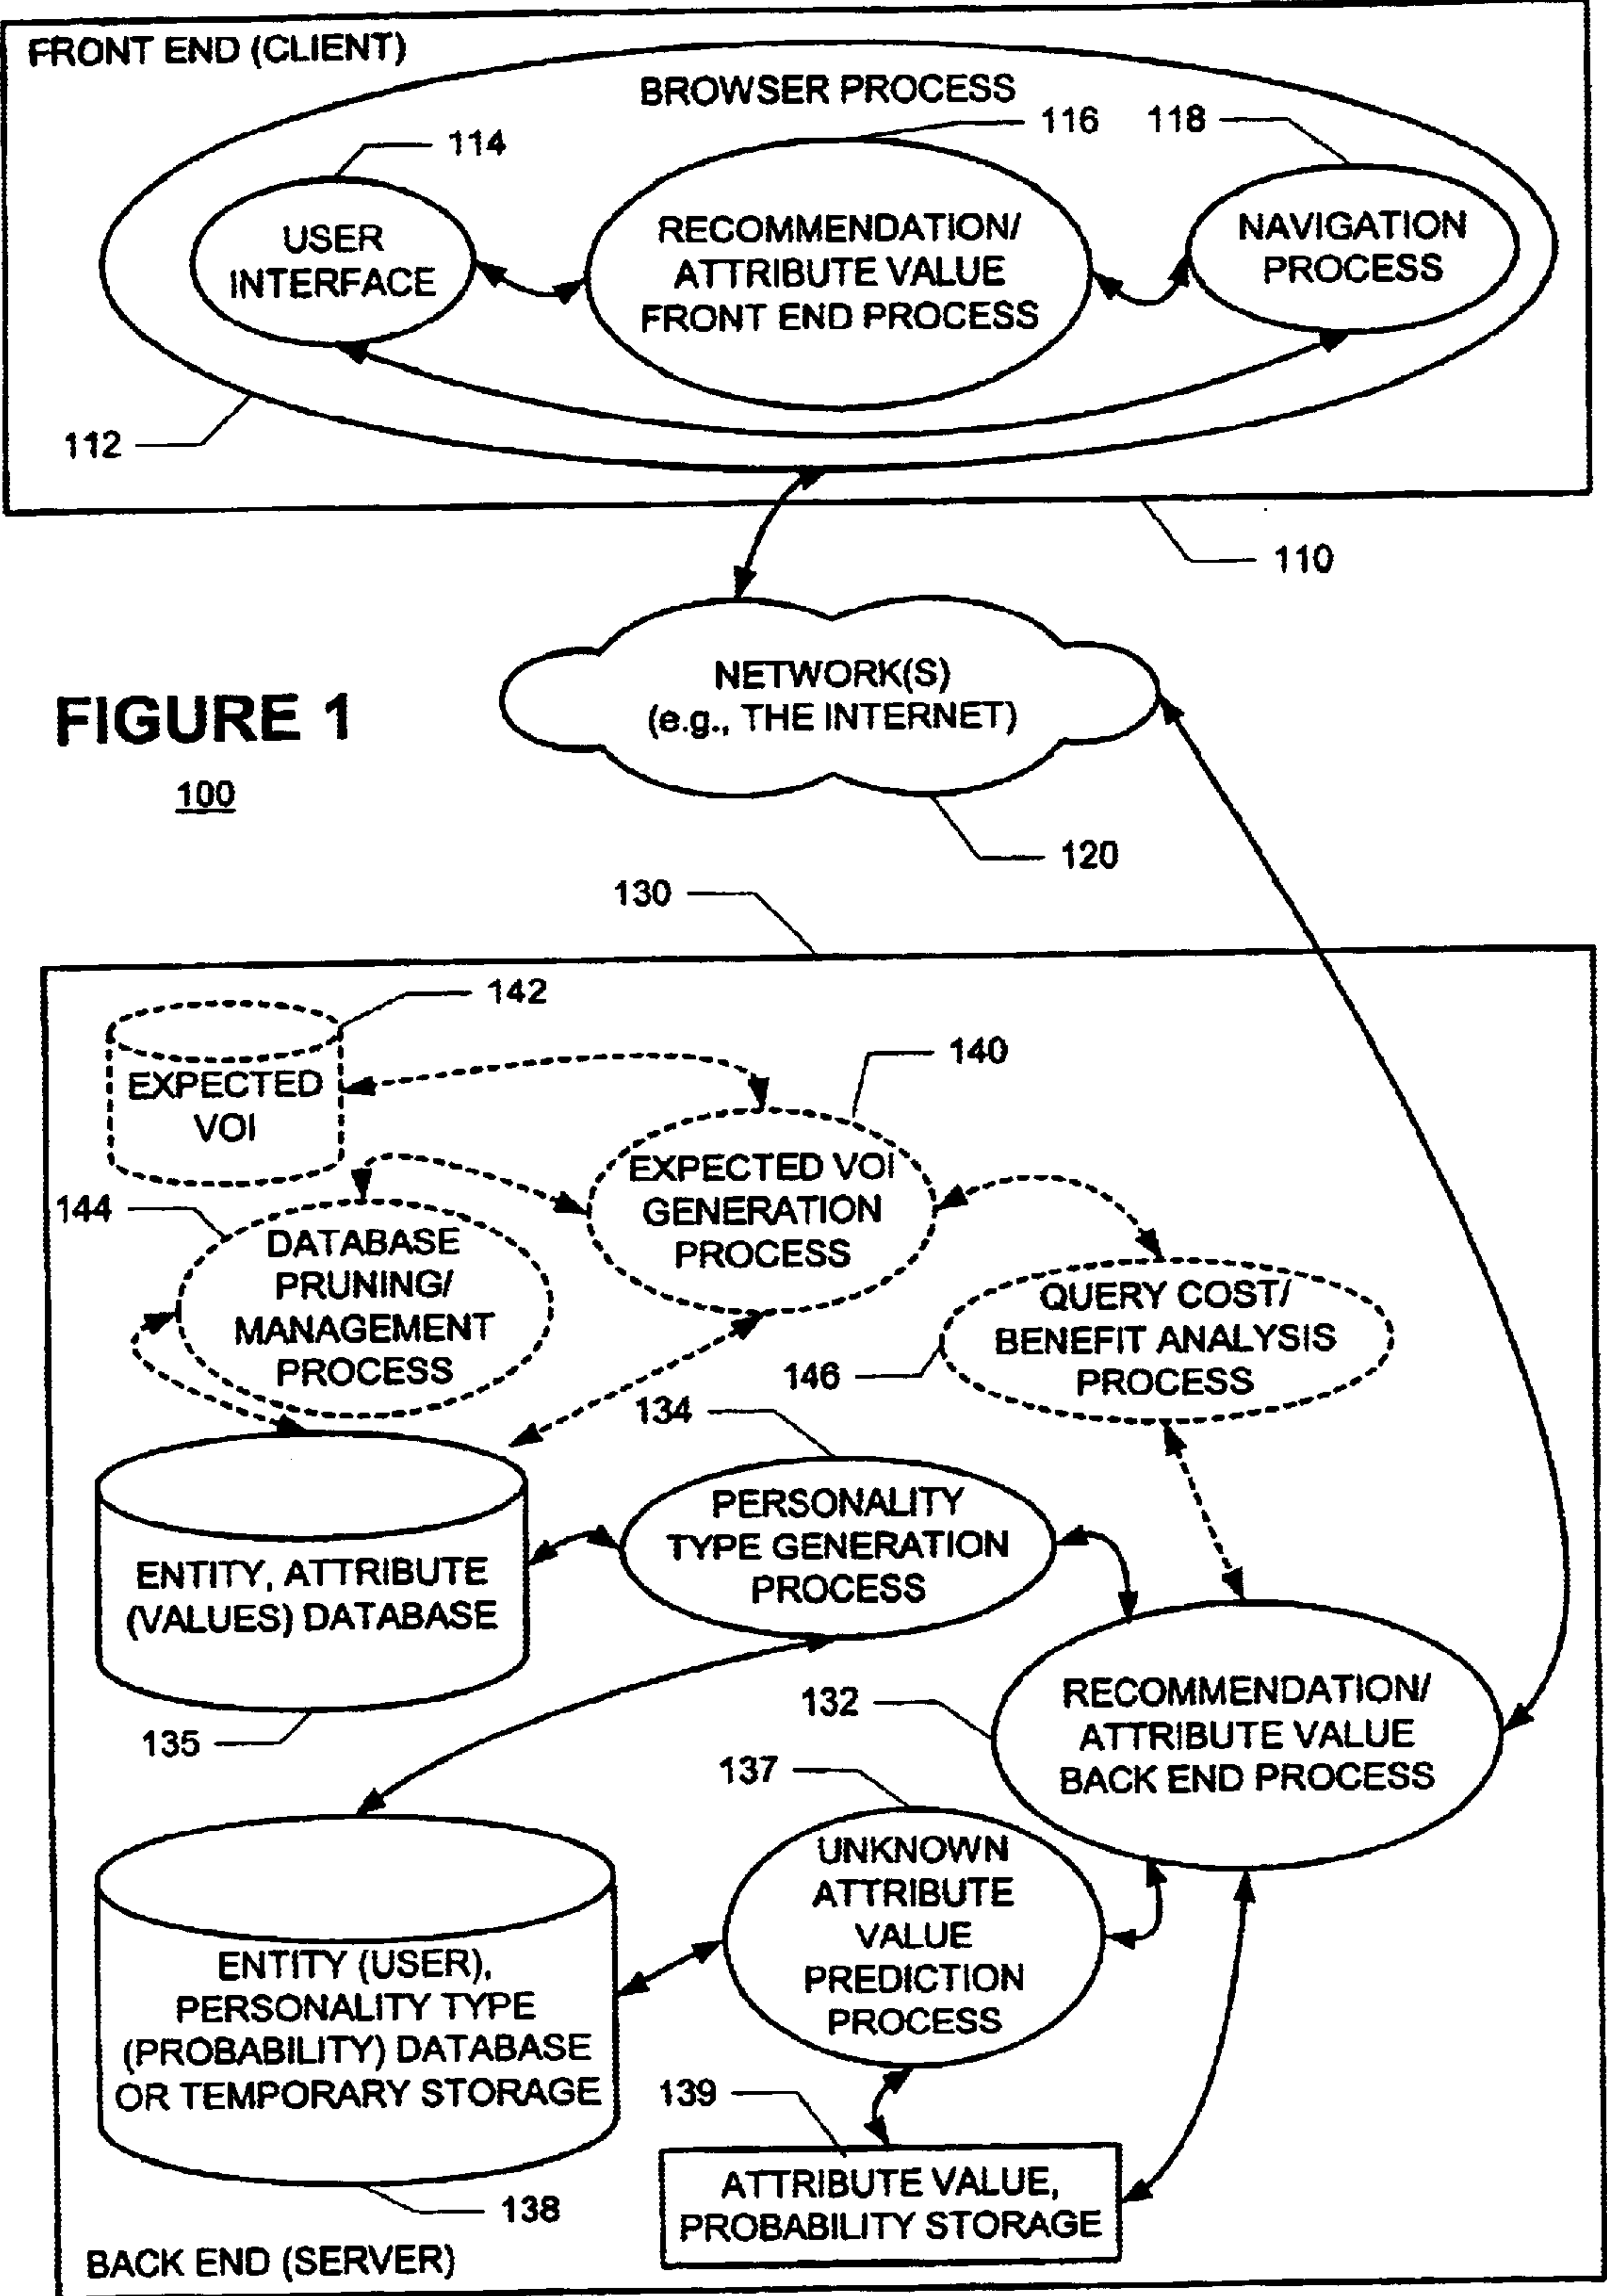 FRONT END (CLIENT)
BROWSER PROCESS
114
116
118
USER
INTERFACE
RECOMMENDATION/
ATTRIBUTE VALUE
FRONT END PROCESS
NAVIGATION
PROCESS
112
110
NETWORK(S)
(e.g., THE INTERNET)
FIGURE 1
100
120
130
142
EXPECTED
VOI
140
EXPECTED VOI
GENERATION
PROCESS
144
DATABASE
PRUNING/
MANAGEMENT
PROCESS
QUERY COST/
BENEFIT ANALYSIS
PROCESS
146
134
PERSONALITY
TYPE GENERATION
PROCESS
ENTITY, ATTRIBUTE
(VALUES) DATABASE
135
132
RECOMMENDATION/
ATTRIBUTE VALUE
BACK END PROCESS
137
UNKNOWN
ATTRIBUTE
VALUE
PREDICTION
PROCESS
ENTITY (USER),
PERSONALITY TYPE
(PROBABILITY) DATABASE
OR TEMPORARY STORAGE
139
ATTRIBUTE VALUE,
PROBABILITY STORAGE
138
BACK END (SERVER)